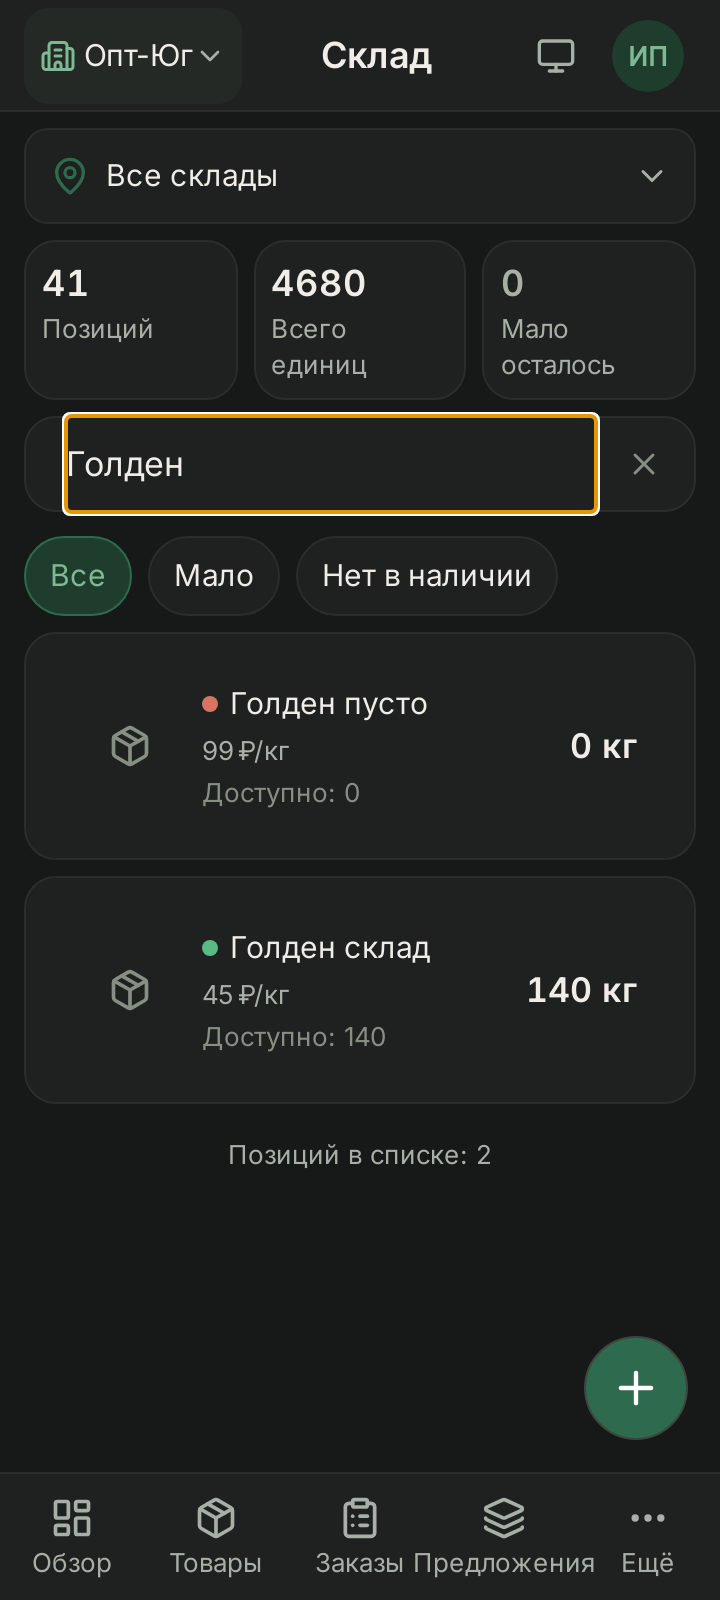 Опт-Юг
Склад
ИП
Все склады
41
Позиций
4680
Всего
единиц
0
Мало
осталось
Голден
Все
Мало
Нет в наличии
Голден пусто
99 ₽/кг
Доступно: 0
0 кг
Голден склад
45 ₽/кг
Доступно: 140
140 кг
Позиций в списке: 2
Обзор
Товары
Заказы
Предложения
Ещё